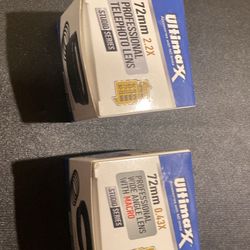 Ultimaxx
72mm 2.2X
PROFESSIONAL
TELEPHOTO LENS
STUDIO SERIES
Ultimaxx
72mm 0.43X
PROFESSIONAL
WIDE ANGLE LENS
WITH MACRO
STUDIO SERIES